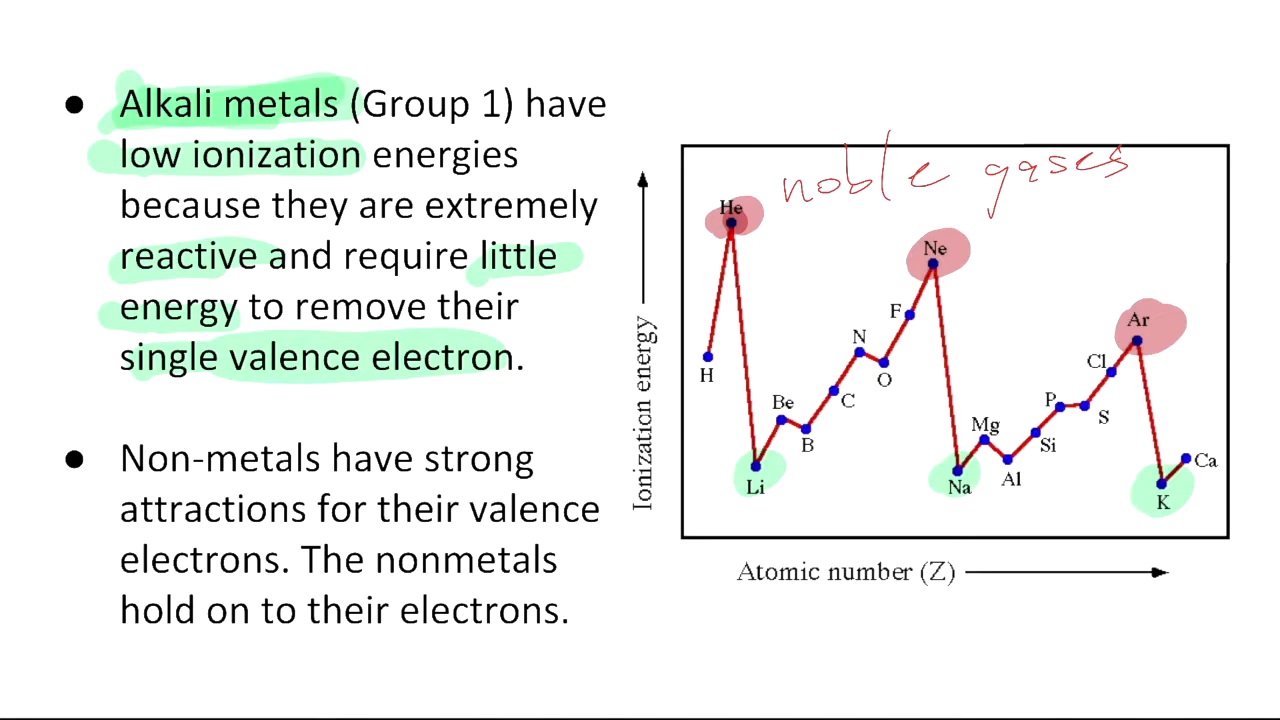 ● Alkali metals (Group 1) have
low ionization energies
because they are extremely
reactive and require little
energy to remove their
single valence electron.
● Non-metals have strong
attractions for their valence
electrons. The nonmetals
hold on to their electrons.
noble gases
Ionization energy
He
H
Li
Be
B
C
N
O
F
Ne
Na
Mg
Al
Si
P
S
Cl
Ar
K
Ca
Atomic number (Z)